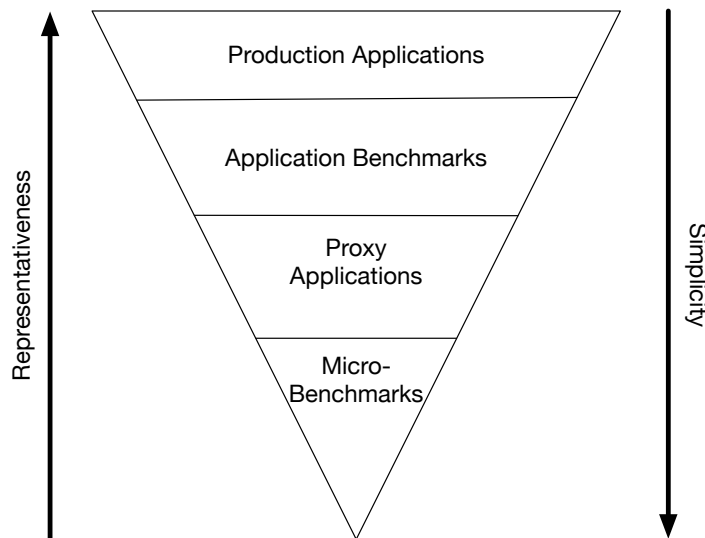 Production Applications
Application Benchmarks
Proxy
Applications
Micro-
Benchmarks
Representativeness
Simplicity